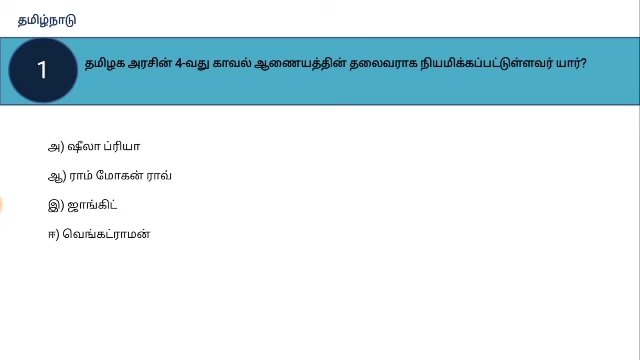 தமிழ்நாடு
1
தமிழக அரசின் 4-வது காவல் ஆணையத்தின் தலைவராக நியமிக்கப்பட்டுள்ளவர் யார்?
அ) ஷீலா ப்ரியா
ஆ) ராம் மோகன் ராவ்
இ) ஜாங்கிட்
ஈ) வெங்கட்ராமன்